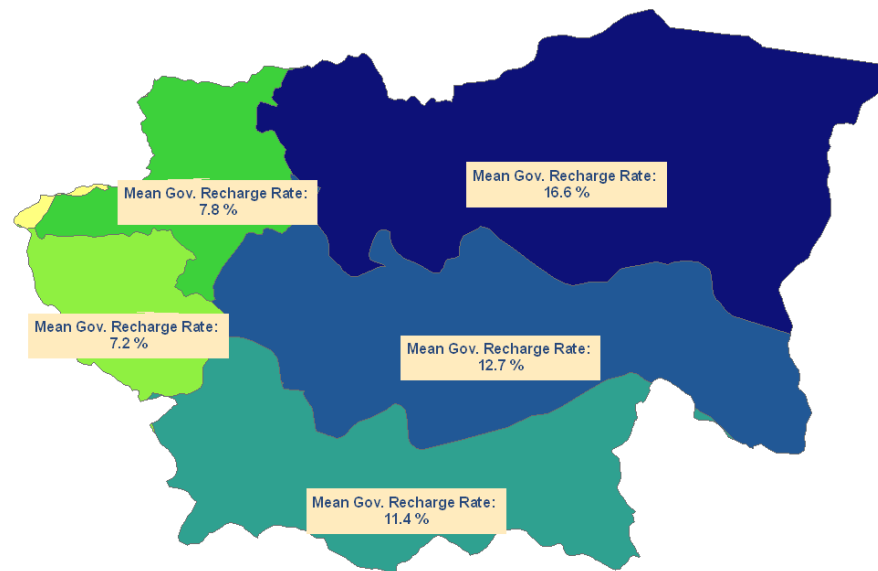 Mean Gov. Recharge Rate:
16.6 %
Mean Gov. Recharge Rate:
7.8 %
Mean Gov. Recharge Rate:
7.2 %
Mean Gov. Recharge Rate:
12.7 %
Mean Gov. Recharge Rate:
11.4 %